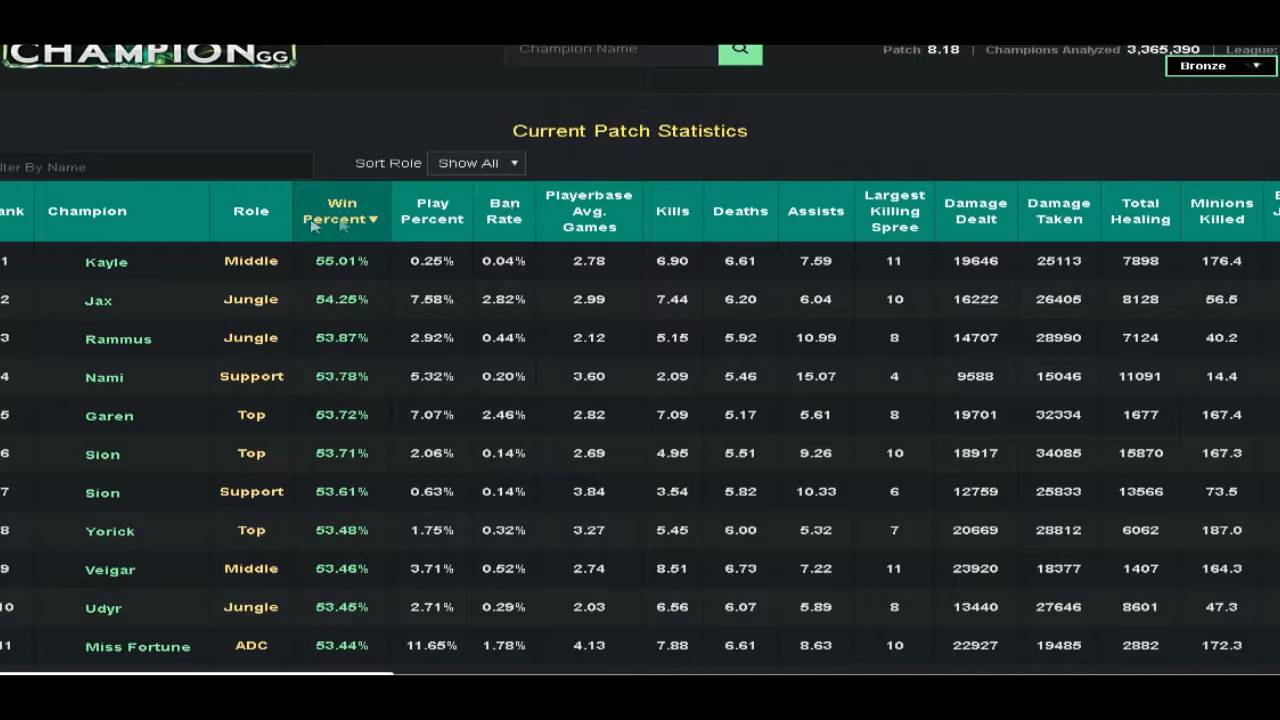 CHAMPIONGG
Champion Name
Patch 8.18 | Champions Analyzed 3,365,390 | League:
Bronze
Current Patch Statistics
lter By Name
Sort Role Show All
ank Champion Role Win Percent▼ Play Percent Ban Rate Playerbase Avg. Games Kills Deaths Assists Largest Killing Spree Damage Dealt Damage Taken Total Healing Minions Killed
1 Kayle Middle 55.01% 0.25% 0.04% 2.78 6.90 6.61 7.59 11 19646 25113 7898 176.4
2 Jax Jungle 54.25% 7.58% 2.82% 2.99 7.44 6.20 6.04 10 16222 26405 8128 56.5
3 Rammus Jungle 53.87% 2.92% 0.44% 2.12 5.15 5.92 10.99 8 14707 28990 7124 40.2
4 Nami Support 53.78% 5.32% 0.20% 3.60 2.09 5.46 15.07 4 9588 15046 11091 14.4
5 Garen Top 53.72% 7.07% 2.46% 2.82 7.09 5.17 5.61 8 19701 32334 1677 167.4
6 Sion Top 53.71% 2.06% 0.14% 2.69 4.95 5.51 9.26 10 18917 34085 15870 167.3
7 Sion Support 53.61% 0.63% 0.14% 3.84 3.54 5.82 10.33 6 12759 25833 13566 73.5
8 Yorick Top 53.48% 1.75% 0.32% 3.27 5.45 6.00 5.32 7 20669 28812 6062 187.0
9 Veigar Middle 53.46% 3.71% 0.52% 2.74 8.51 6.73 7.22 11 23920 18377 1407 164.3
10 Udyr Jungle 53.45% 2.71% 0.29% 2.03 6.56 6.07 5.89 8 13440 27646 8601 47.3
11 Miss Fortune ADC 53.44% 11.65% 1.78% 4.13 7.88 6.61 8.63 10 22927 19485 2882 172.3